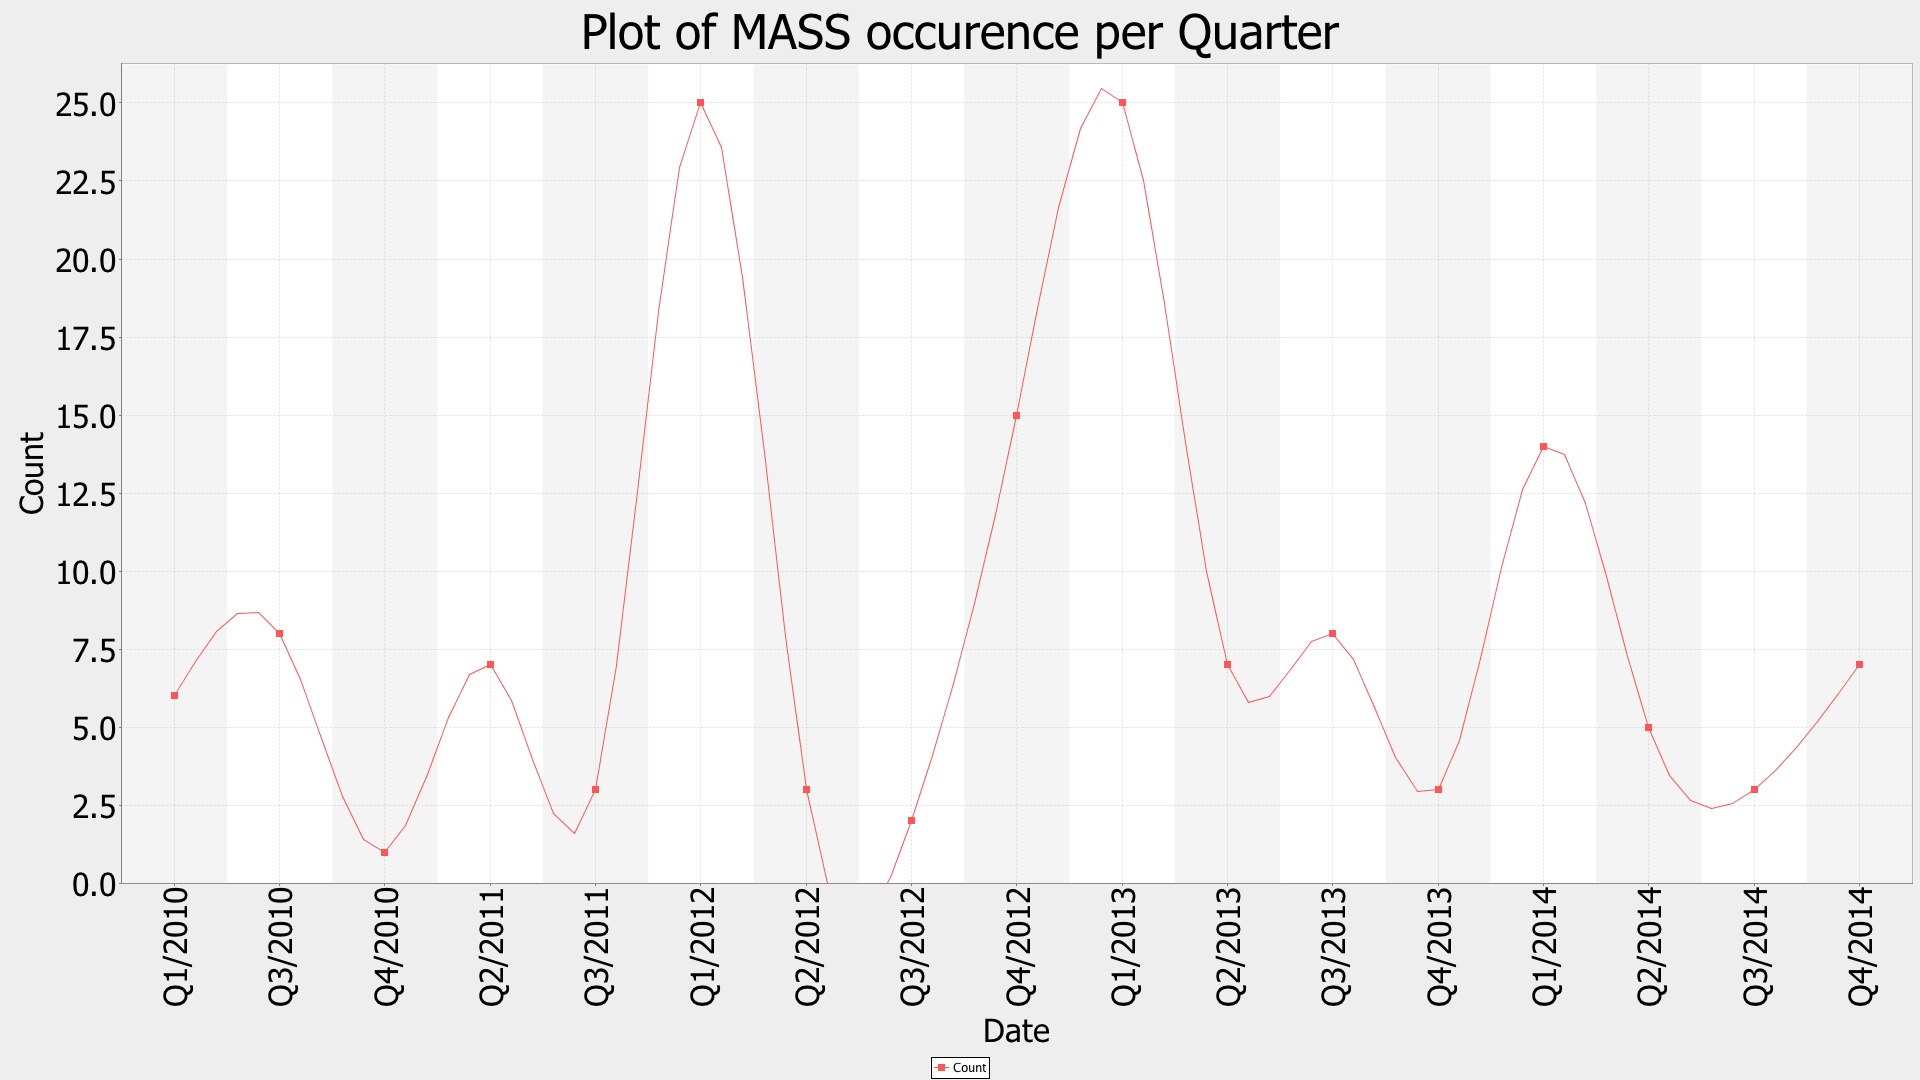 Plot of MASS occurence per Quarter
Count
25.0
22.5
20.0
17.5
15.0
12.5
10.0
7.5
5.0
2.5
0.0
Q1/2010
Q3/2010
Q4/2010
Q2/2011
Q3/2011
Q1/2012
Q2/2012
Q3/2012
Q4/2012
Q1/2013
Q2/2013
Q3/2013
Q4/2013
Q1/2014
Q2/2014
Q3/2014
Q4/2014
Date
Count